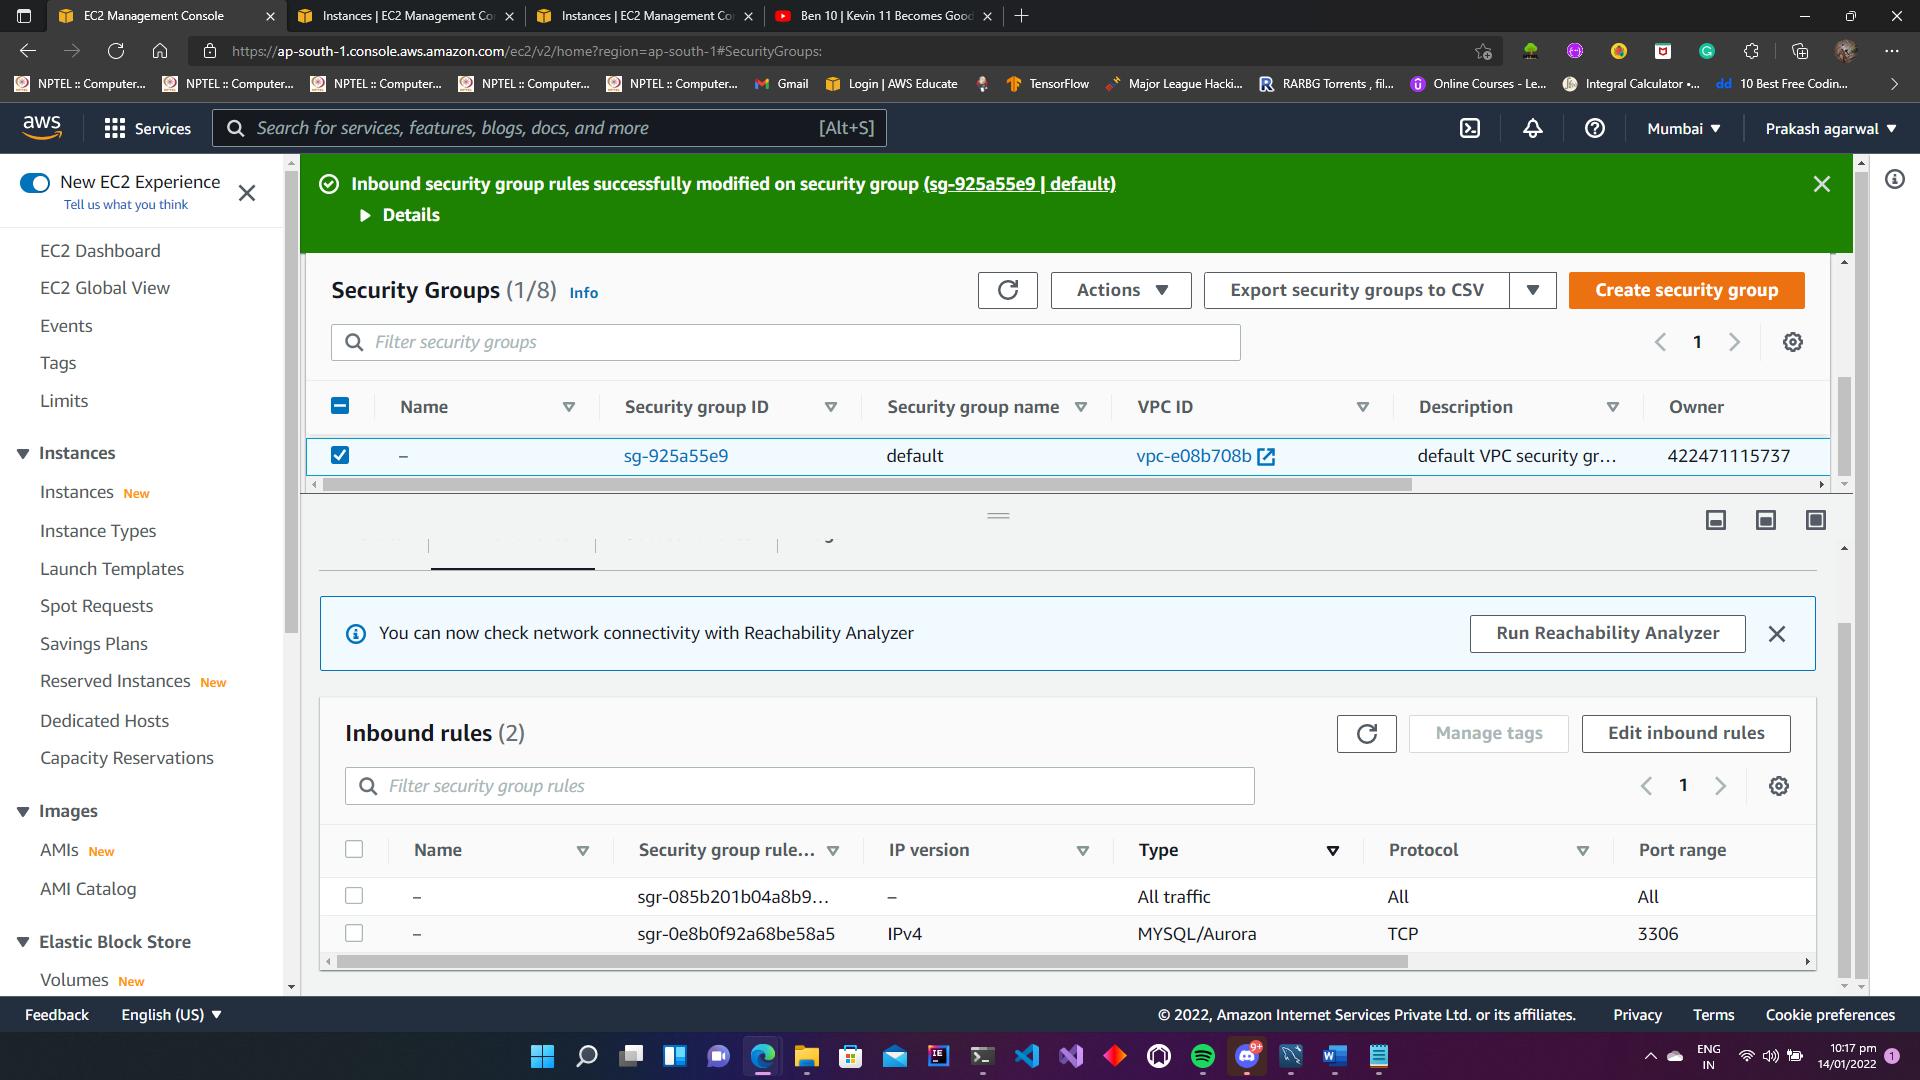 EC2 Management Console
Instances | EC2 Management Co
Instances | EC2 Management Co
Ben 10 | Kevin 11 Becomes Good
https://ap-south-1.console.aws.amazon.com/ec2/v2/home?region=ap-south-1#SecurityGroups:
NPTEL :: Computer...
NPTEL :: Computer...
NPTEL :: Computer...
NPTEL :: Computer...
NPTEL :: Computer...
Gmail
Login | AWS Educate
TensorFlow
Major League Hacki...
RARBG Torrents , fil...
Online Courses - Le...
Integral Calculator •...
dd
10 Best Free Codin...
aws
Services
Search for services, features, blogs, docs, and more
[Alt+S]
Mumbai
Prakash agarwal
New EC2 Experience
Tell us what you think
EC2 Dashboard
EC2 Global View
Events
Tags
Limits
Instances
Instances New
Instance Types
Launch Templates
Spot Requests
Savings Plans
Reserved Instances New
Dedicated Hosts
Capacity Reservations
Images
AMIs New
AMI Catalog
Elastic Block Store
Volumes New
Inbound security group rules successfully modified on security group (sg-925a55e9 | default)
Details
Security Groups (1/8) Info
Actions
Export security groups to CSV
Create security group
Filter security groups
1
Name Security group ID Security group name VPC ID Description Owner
– sg-925a55e9 default vpc-e08b708b default VPC security gr... 422471115737
You can now check network connectivity with Reachability Analyzer
Run Reachability Analyzer
Inbound rules (2)
Manage tags
Edit inbound rules
Filter security group rules
1
Name Security group rule... IP version Type Protocol Port range
– sgr-085b201b04a8b9... – All traffic All All
– sgr-0e8b0f92a68be58a5 IPv4 MYSQL/Aurora TCP 3306
Feedback
English (US)
© 2022, Amazon Internet Services Private Ltd. or its affiliates.
Privacy
Terms
Cookie preferences
9+
ENG
IN
10:17 pm
14/01/2022
1